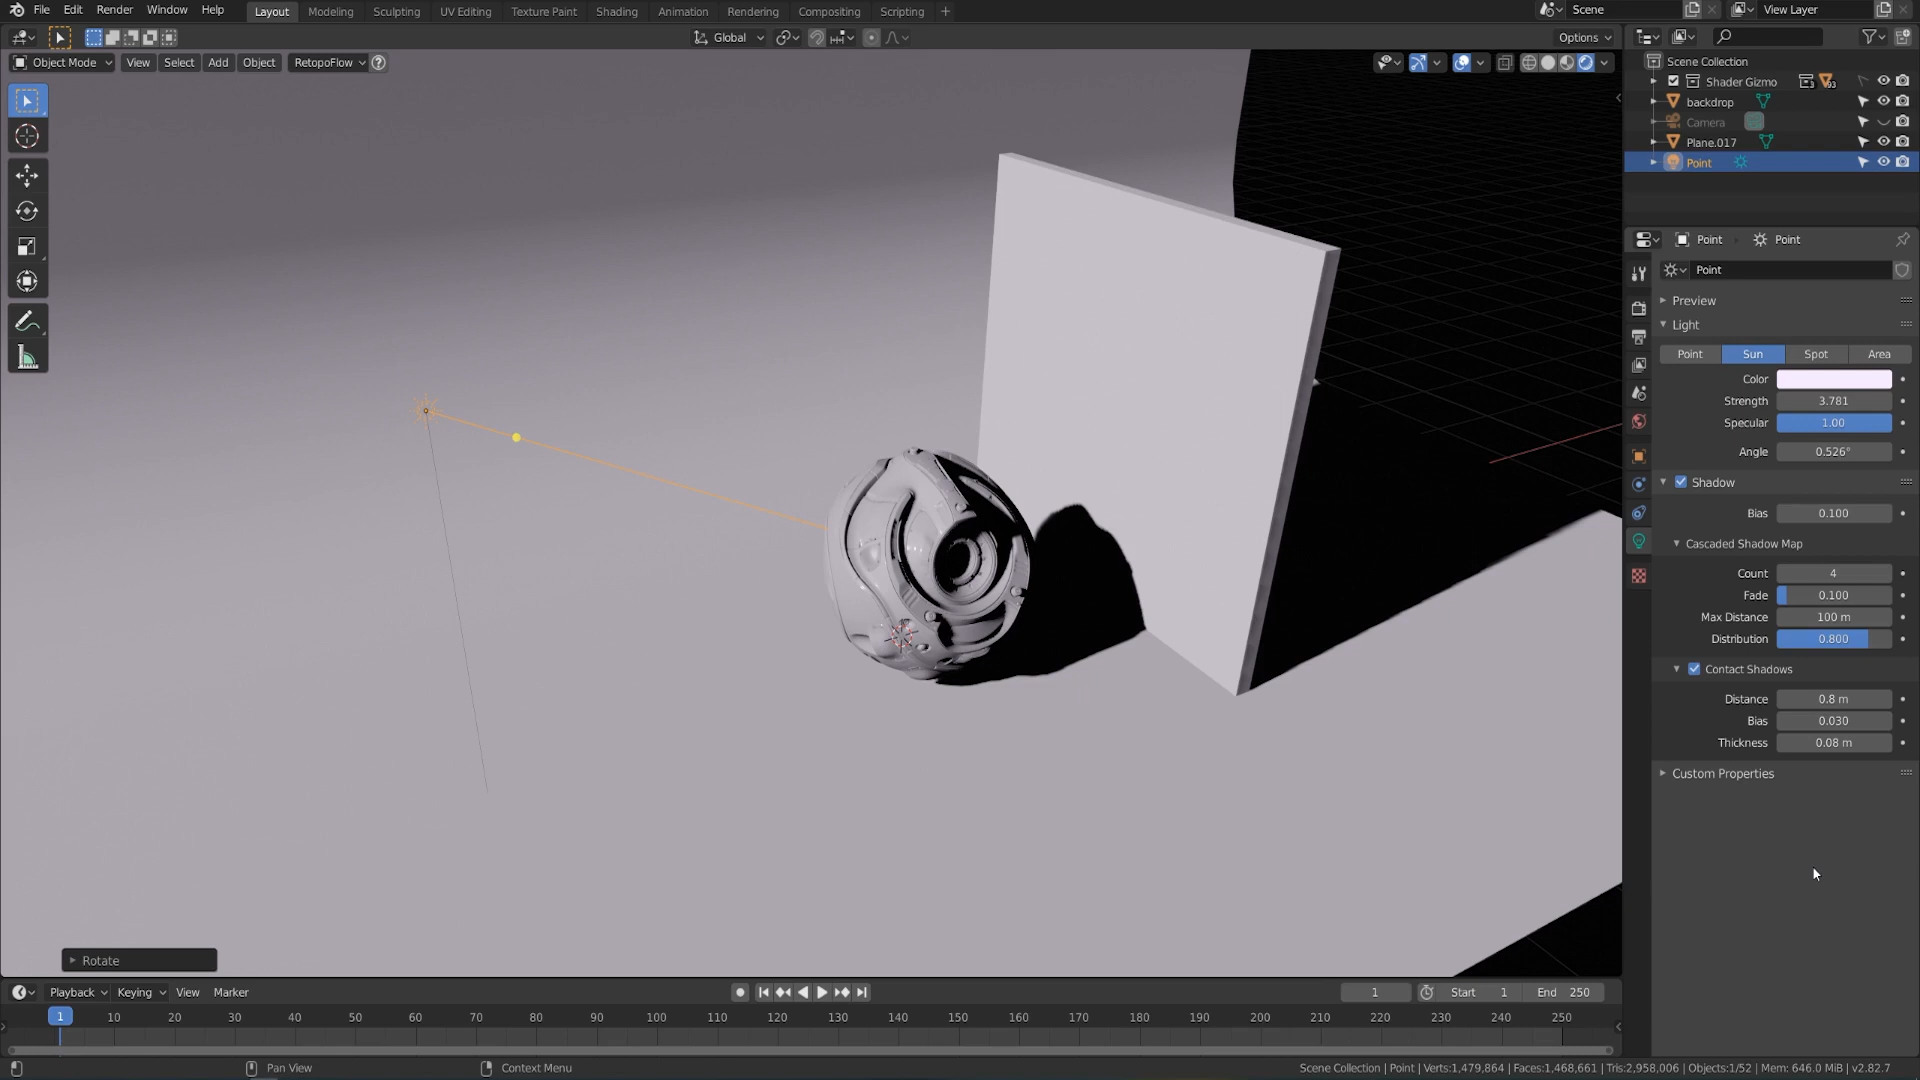 File Edit Render Window Help Layout Modeling Sculpting UV Editing Texture Paint Shading Animation Rendering Compositing Scripting + Scene View Layer
Global Options
Object Mode View Select Add Object RetopoFlow ?
Scene Collection
Shader Gizmo 3 93
backdrop
Camera
Plane.017
Point
Point Point
Point
Preview
Light
Point Sun Spot Area
Color
Strength 3.781
Specular 1.00
Angle 0.526°
Shadow
Bias 0.100
Cascaded Shadow Map
Count 4
Fade 0.100
Max Distance 100 m
Distribution 0.800
Contact Shadows
Distance 0.8 m
Bias 0.030
Thickness 0.08 m
Custom Properties
Rotate
Playback Keying View Marker 1 Start 1 End 250
1 10 20 30 40 50 60 70 80 90 100 110 120 130 140 150 160 170 180 190 200 210 220 230 240 250
Pan View Context Menu Scene Collection | Point | Verts:1,479,864 | Faces:1,468,661 | Tris:2,958,006 | Objects:1/52 | Mem: 646.0 MiB | v2.82.7